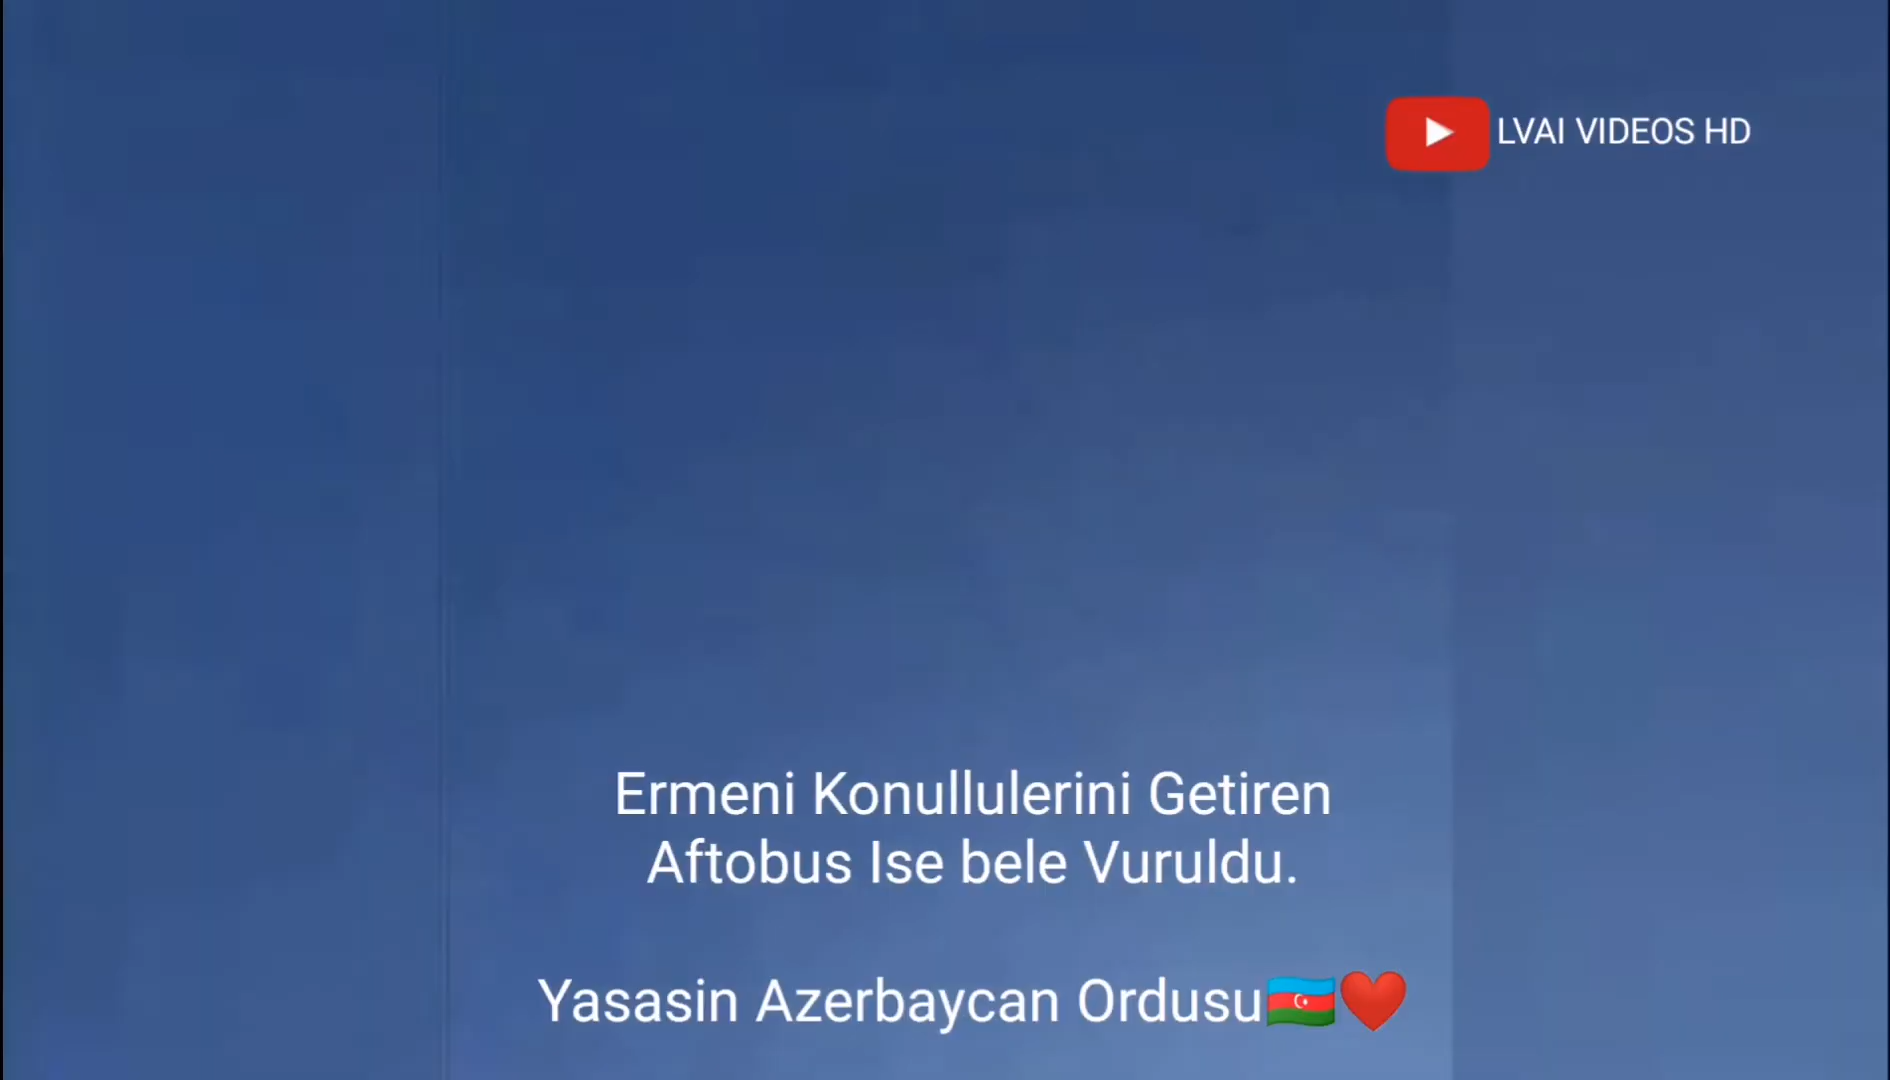 LVAI VIDEOS HD
Ermeni Konullulerini Getiren
Aftobus Ise bele Vuruldu.
Yasasin Azerbaycan Ordusu🇦🇿❤️